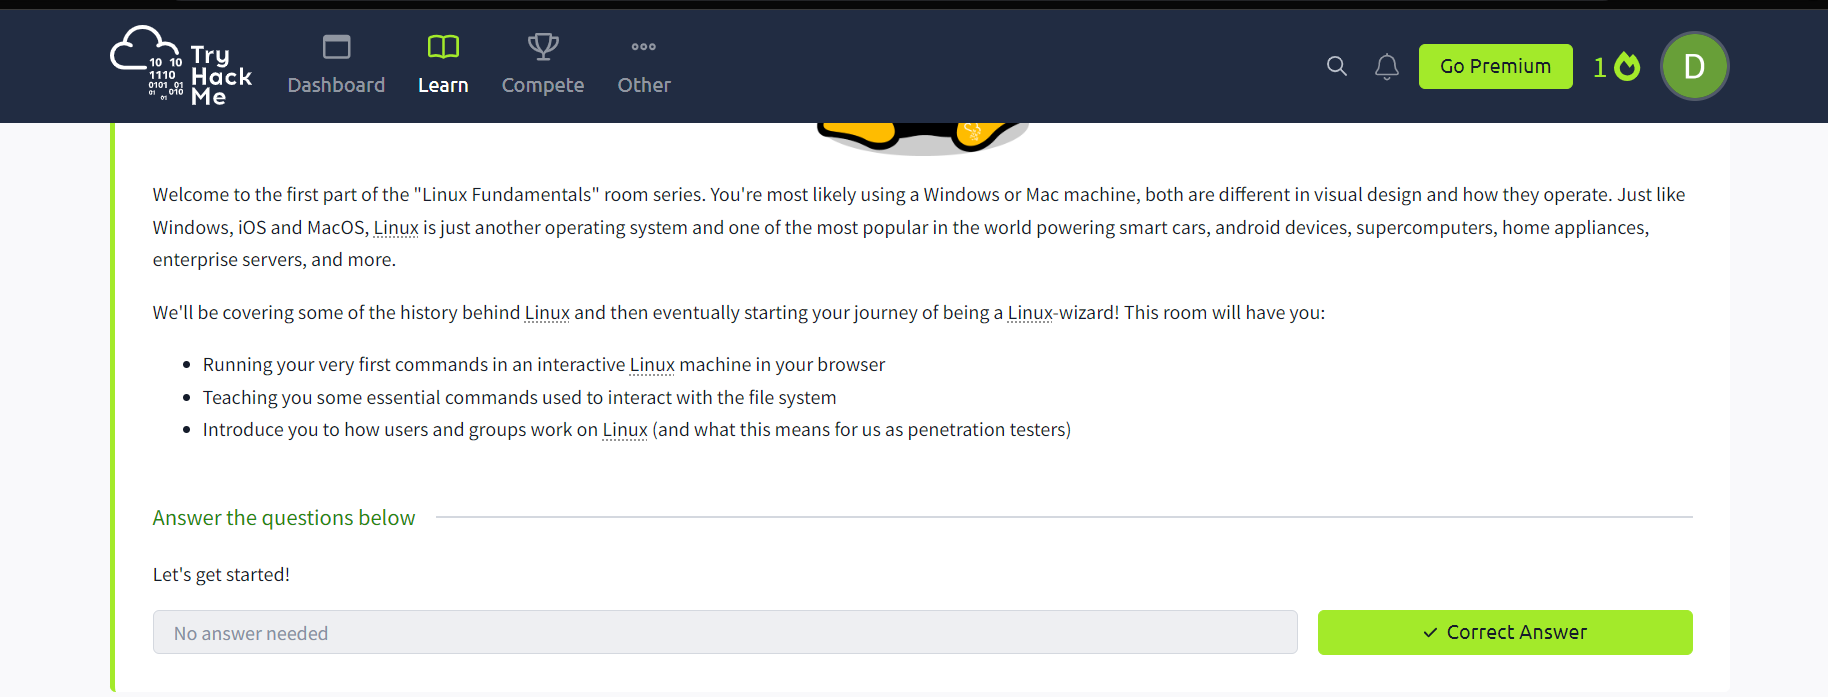 Try
Hack
Me
10 10
1110
0101 01
01 010
01
Dashboard
Learn
Compete
Other
Go Premium
1
D
Welcome to the first part of the "Linux Fundamentals" room series. You're most likely using a Windows or Mac machine, both are different in visual design and how they operate. Just like
Windows, iOS and MacOS, Linux is just another operating system and one of the most popular in the world powering smart cars, android devices, supercomputers, home appliances,
enterprise servers, and more.
We'll be covering some of the history behind Linux and then eventually starting your journey of being a Linux-wizard! This room will have you:
• Running your very first commands in an interactive Linux machine in your browser
• Teaching you some essential commands used to interact with the file system
• Introduce you to how users and groups work on Linux (and what this means for us as penetration testers)
Answer the questions below
Let's get started!
No answer needed
✓ Correct Answer